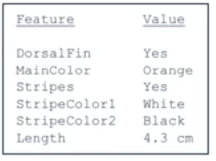 Feature Value
DorsalFin Yes
MainColor Orange
Stripes Yes
StripeColor1 White
StripeColor2 Black
Length 4.3 cm